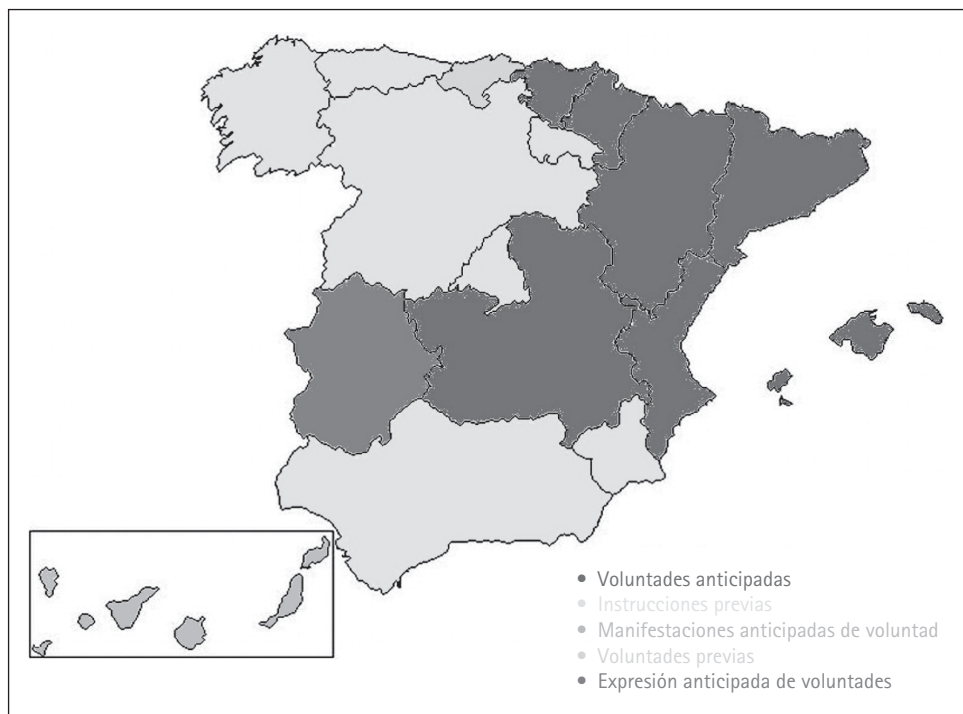 • Voluntades anticipadas
• Instrucciones previas
• Manifestaciones anticipadas de voluntad
• Voluntades previas
• Expresión anticipada de voluntades